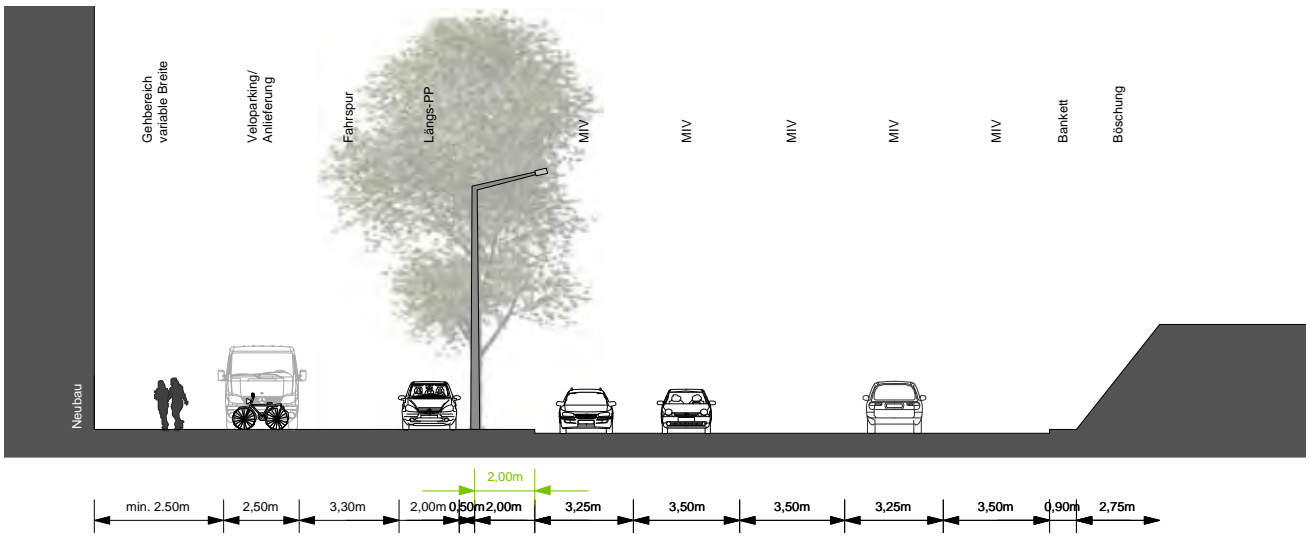 Gehbereich
variable Breite
Veloparking/
Anlieferung
Fahrspur
Längs-PP
MIV
MIV
MIV
MIV
MIV
Bankett
Böschung
Neubau
2,00m
min. 2.50m
2,50m
3,30m
2,00m
0,50m
2,00m
3,25m
3,50m
3,50m
3,25m
3,50m
0,90m
2,75m